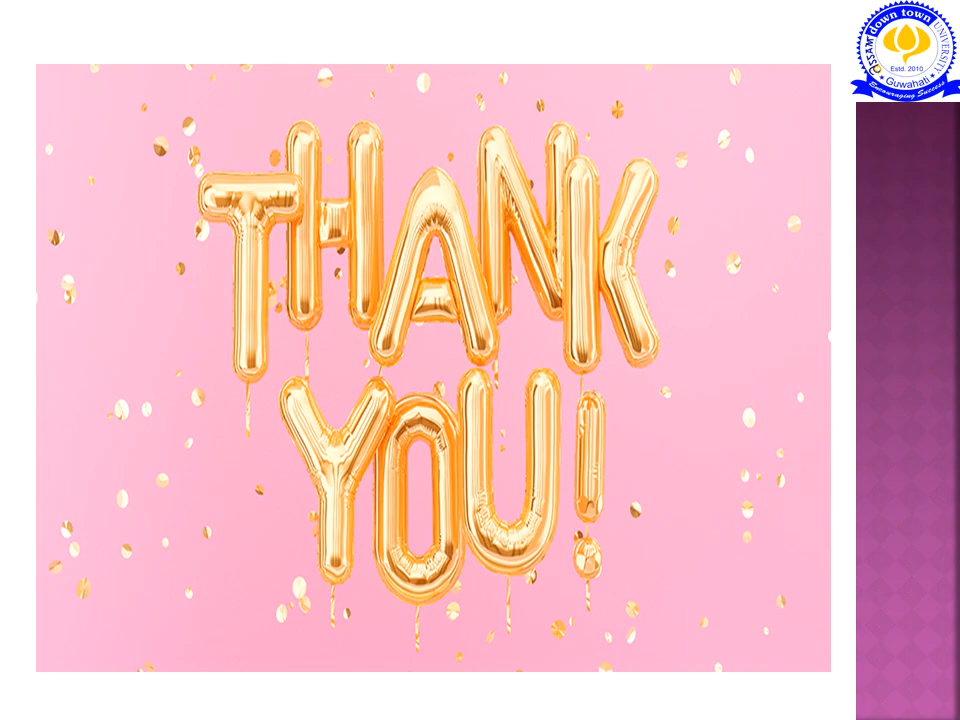 ASSAM down town UNIVERSITY
Estd. 2010
Guwahati
Encouraging Success
THANK
YOU!